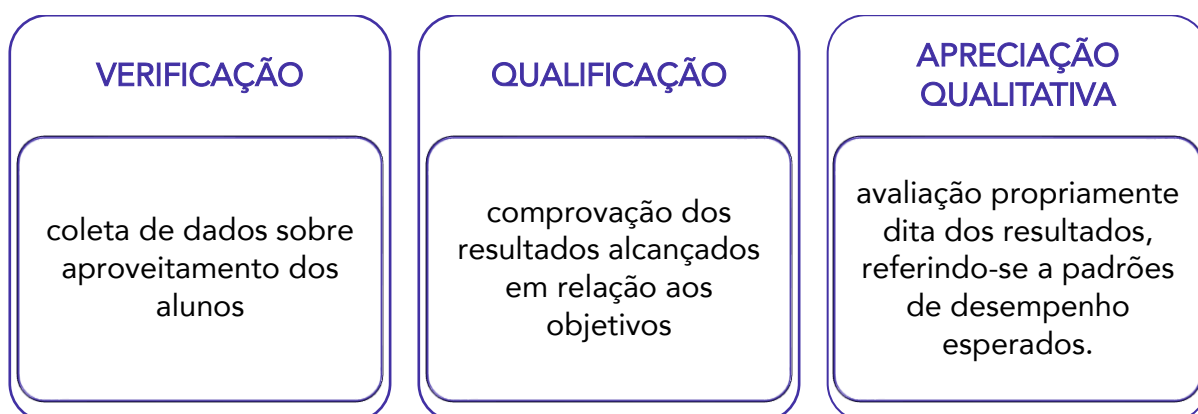 VERIFICAÇÃO
coleta de dados sobre
aproveitamento dos
alunos
QUALIFICAÇÃO
comprovação dos
resultados alcançados
em relação aos
objetivos
APRECIAÇÃO
QUALITATIVA
avaliação propriamente
dita dos resultados,
referindo-se a padrões
de desempenho
esperados.